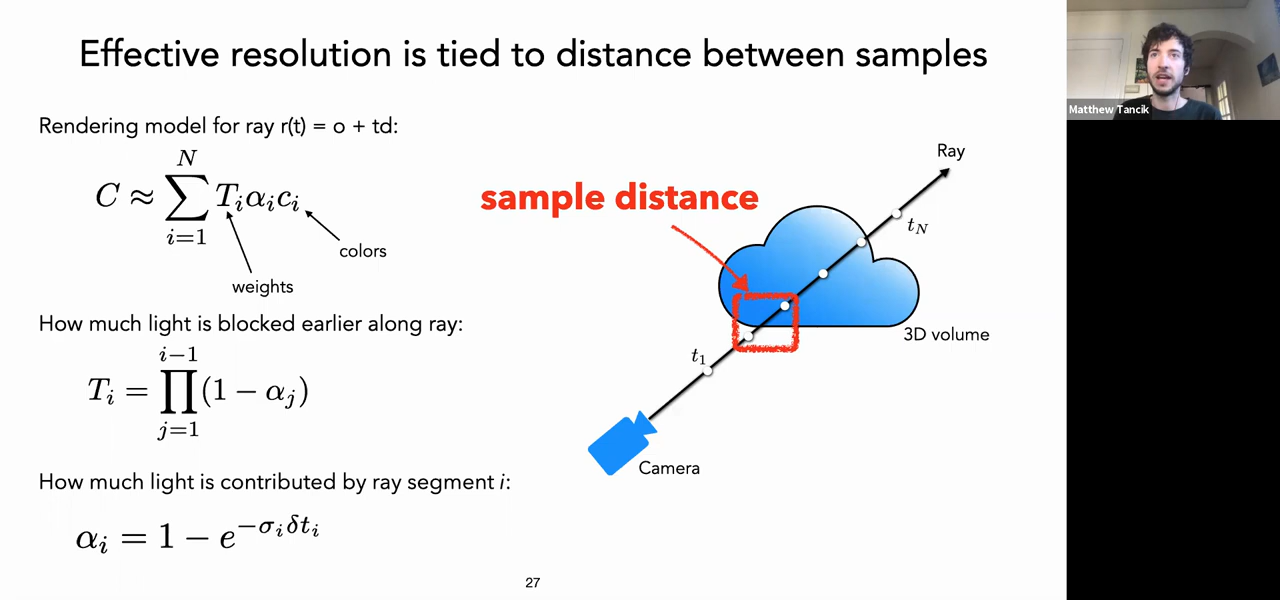 Effective resolution is tied to distance between samples
Rendering model for ray r(t) = o + td:
C ≈ ∑_{i=1}^{N} T_i α_i c_i
colors
weights
How much light is blocked earlier along ray:
T_i = ∏_{j=1}^{i−1} (1 − α_j)
How much light is contributed by ray segment i:
α_i = 1 − e^{−σ_i δt_i}
sample distance
Ray
t_N
3D volume
t_1
Camera
27
Matthew Tancik